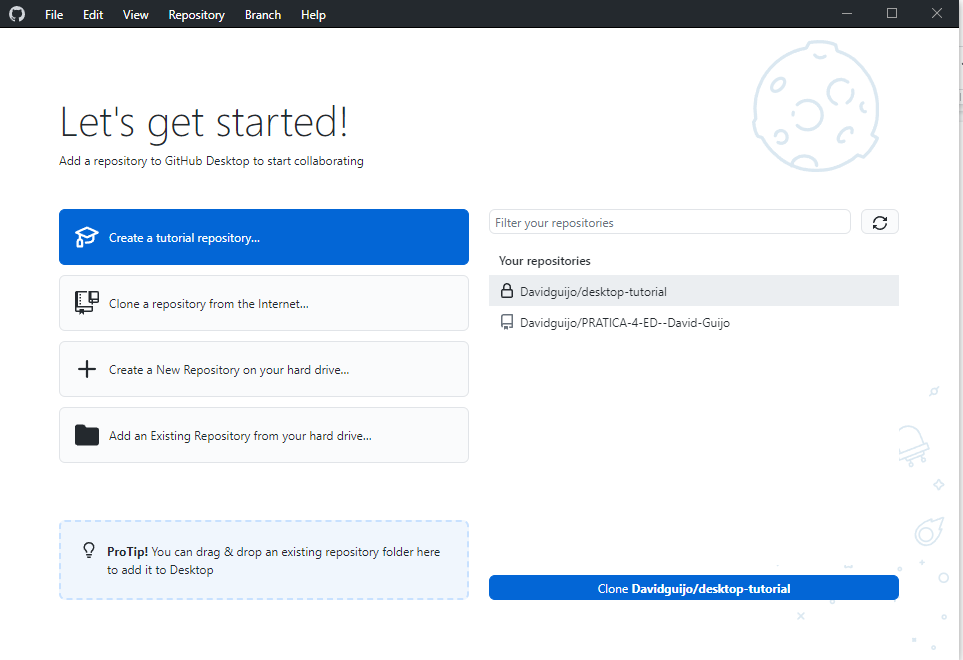 File Edit View Repository Branch Help
Let's get started!
Add a repository to GitHub Desktop to start collaborating
Create a tutorial repository...
Clone a repository from the Internet...
Create a New Repository on your hard drive...
Add an Existing Repository from your hard drive...
ProTip! You can drag & drop an existing repository folder here
to add it to Desktop
Filter your repositories
Your repositories
Davidguijo/desktop-tutorial
Davidguijo/PRATICA-4-ED--David-Guijo
Clone Davidguijo/desktop-tutorial